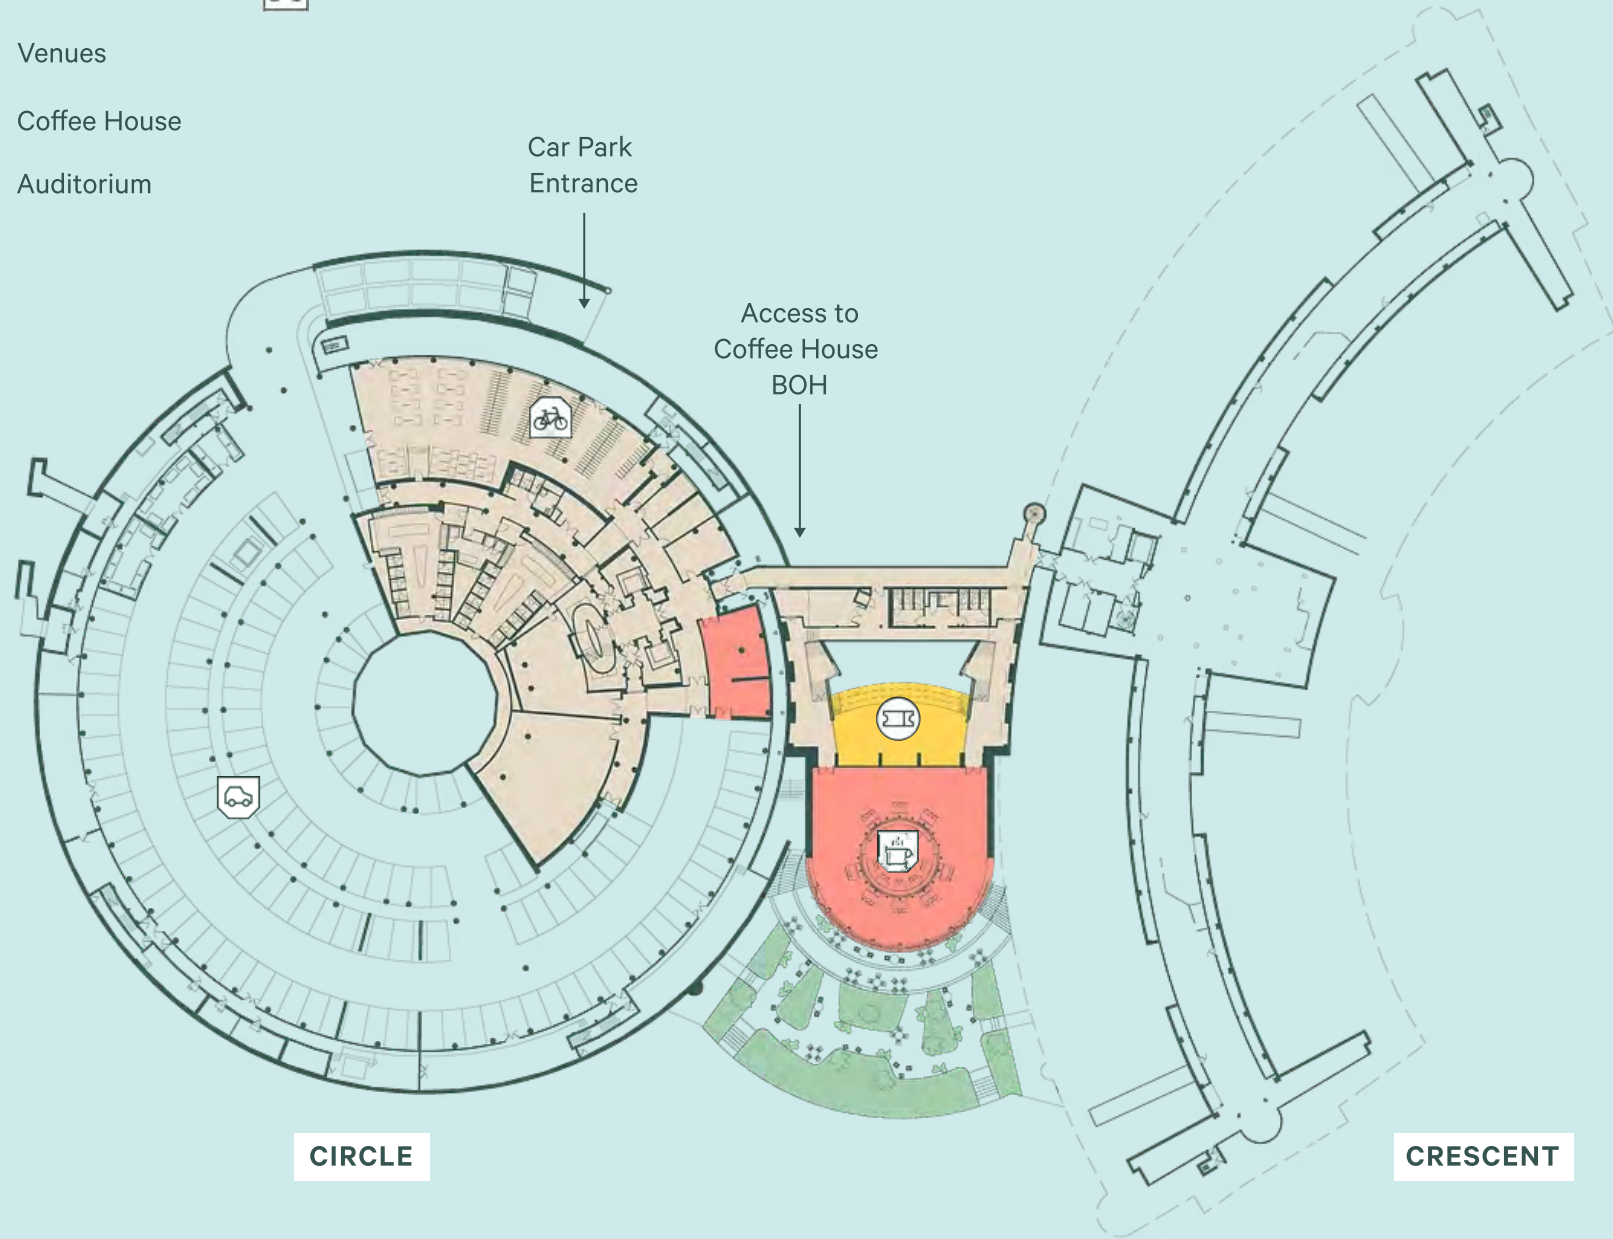 Venues
Coffee House
Auditorium
Car Park
Entrance
Access to
Coffee House
BOH
CIRCLE
CRESCENT